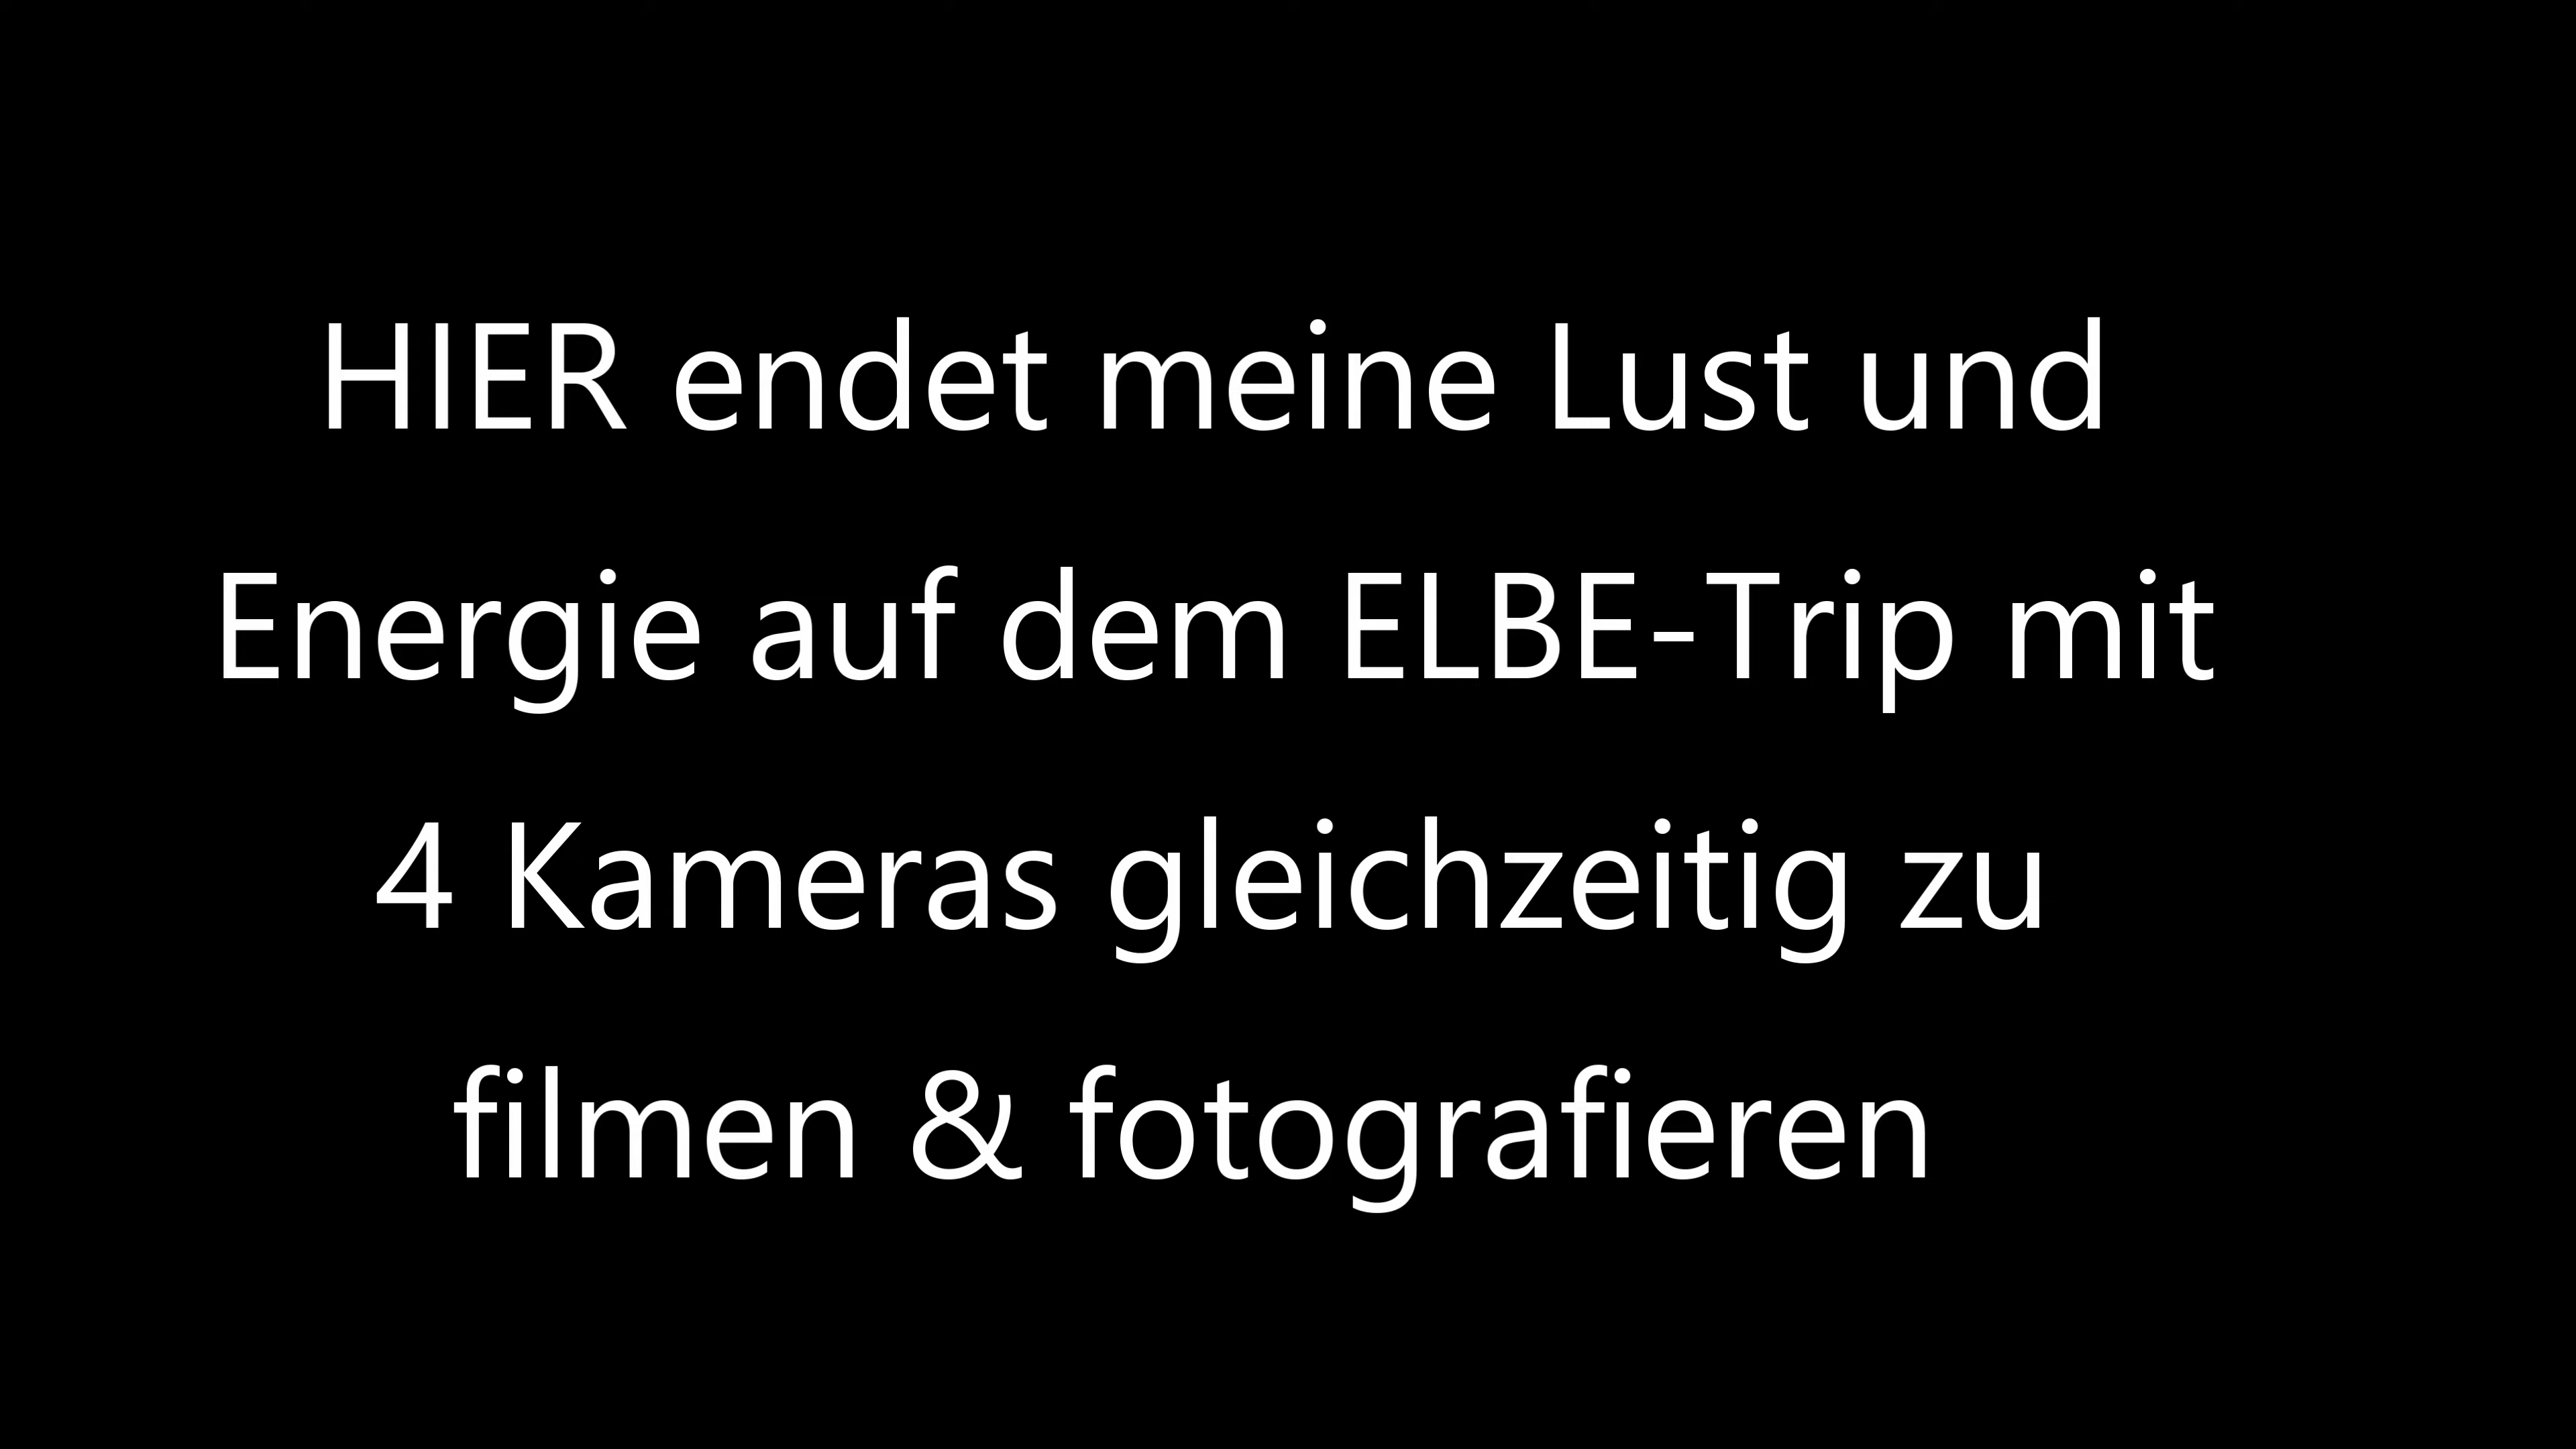 HIER endet meine Lust und
Energie auf dem ELBE-Trip mit
4 Kameras gleichzeitig zu
filmen & fotografieren